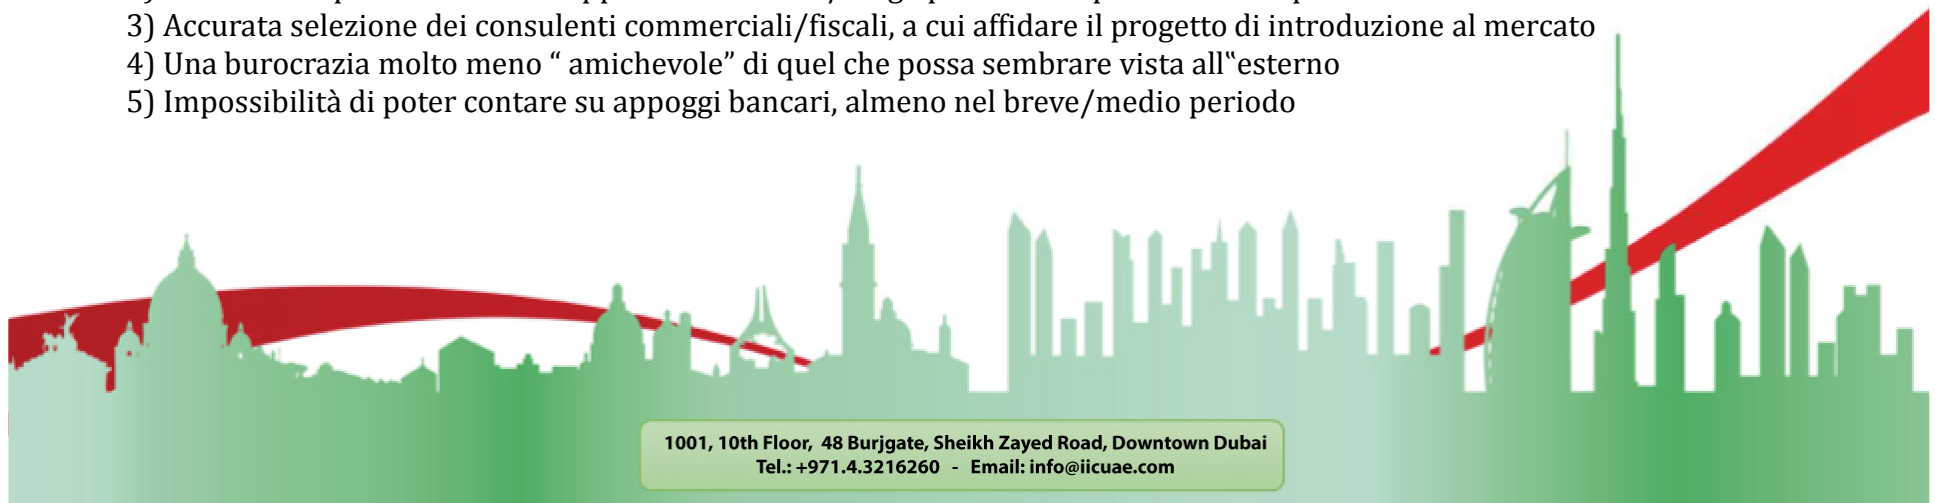 3) Accurata selezione dei consulenti commerciali/fiscali, a cui affidare il progetto di introduzione al mercato
4) Una burocrazia molto meno “ amichevole” di quel che possa sembrare vista all‟esterno
5) Impossibilità di poter contare su appoggi bancari, almeno nel breve/medio periodo
1001, 10th Floor, 48 Burjgate, Sheikh Zayed Road, Downtown Dubai
Tel.: +971.4.3216260 - Email: info@iicuae.com